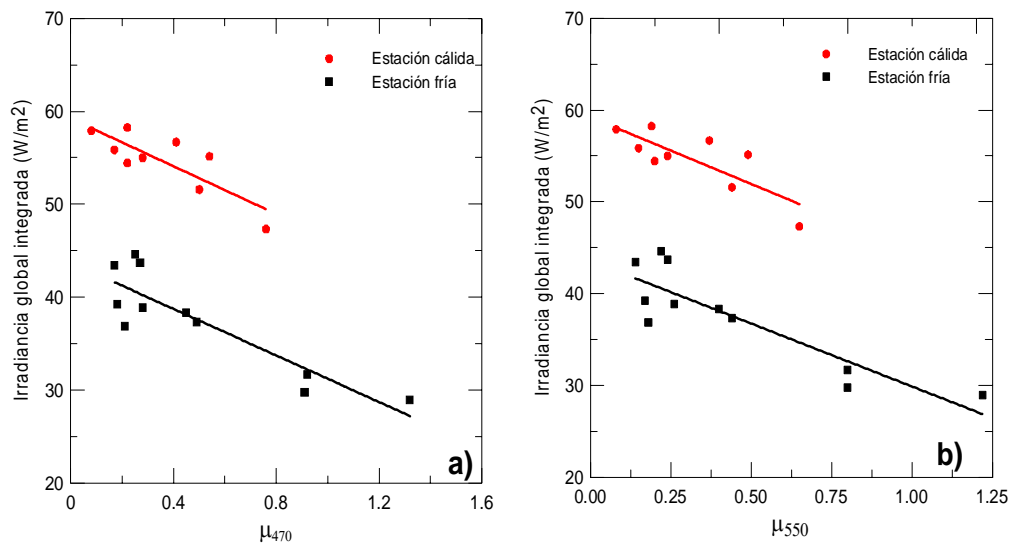 70
60
50
40
30
20
Irradiancia global integrada (W/m2)
Estación cálida
Estación fría
a)
0
0.4
0.8
1.2
1.6
μ470
70
60
50
40
30
20
Irradiancia global integrada (W/m2)
Estación cálida
Estación fría
b)
0.00
0.25
0.50
0.75
1.00
1.25
μ550